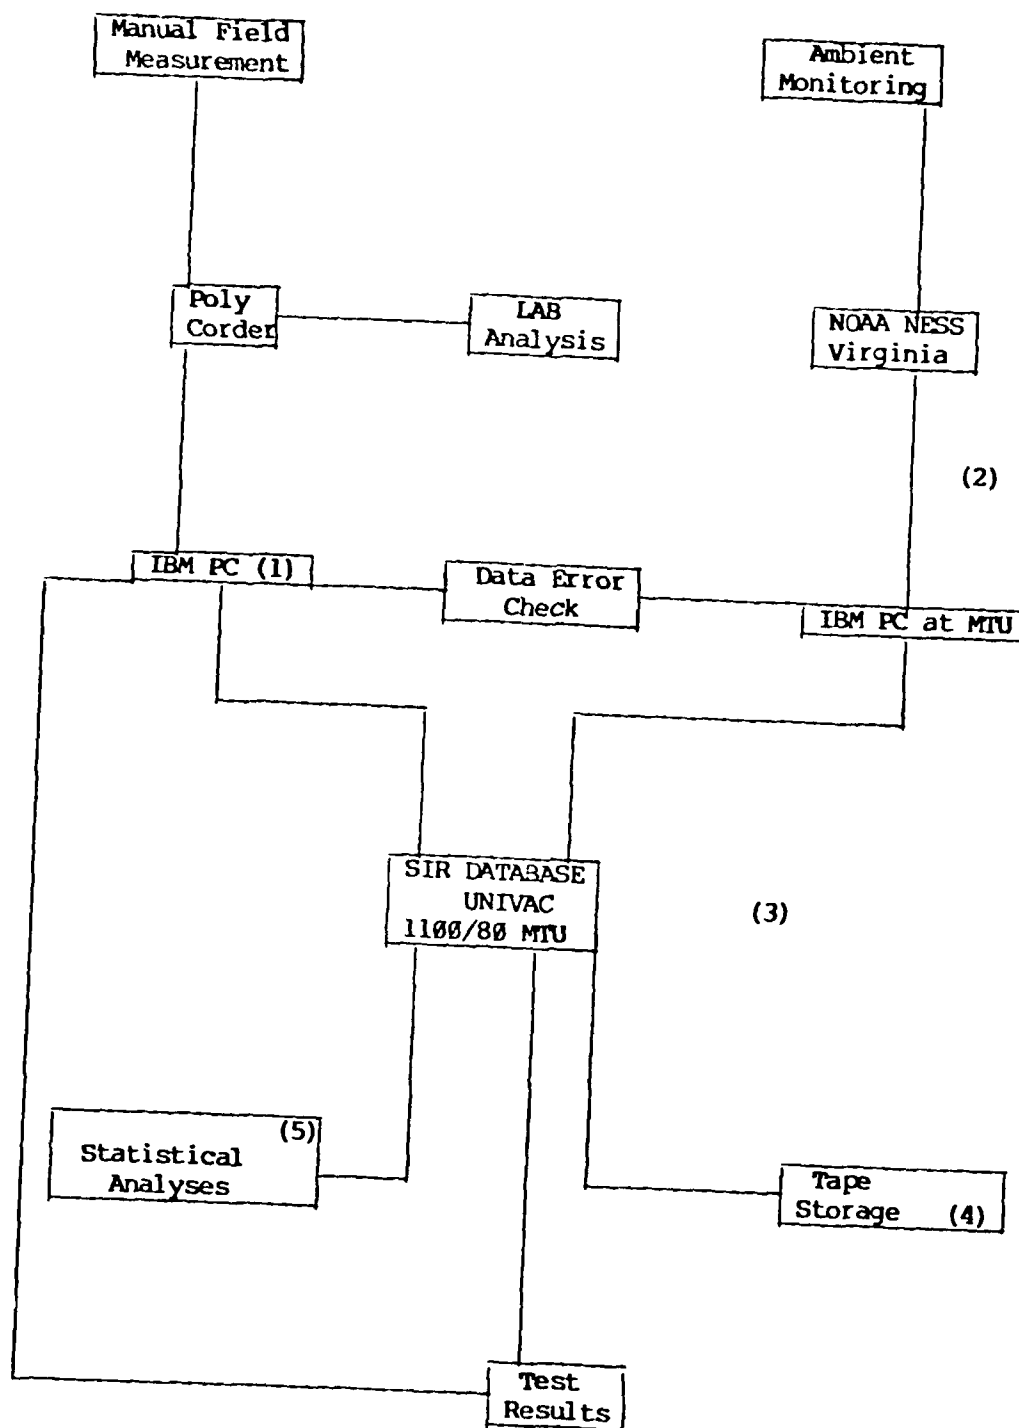 Manual Field
Measurement
Ambient
Monitoring
Poly
Corder
LAB
Analysis
NOAA NESS
Virginia
(2)
IBM PC (1)
Data Error
Check
IBM PC at MTU
SIR DATABASE
UNIVAC
1100/80 MTU
(3)
(5)
Statistical
Analyses
Tape
Storage (4)
Test
Results